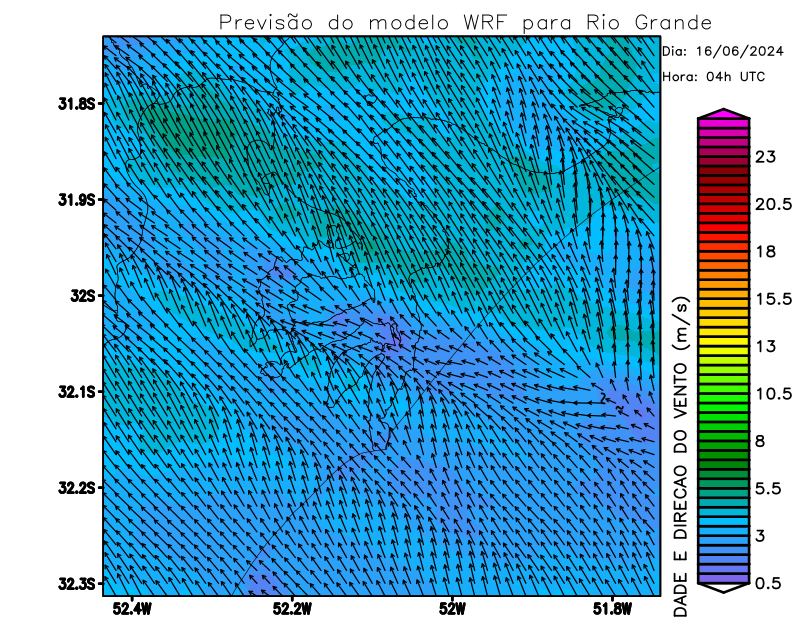 Previsão do modelo WRF para Rio Grande
Dia: 16/06/2024
Hora: 04h UTC
31.8S
31.9S
32S
32.1S
32.2S
32.3S
52.4W
52.2W
52W
51.8W
23
20.5
18
15.5
13
10.5
8
5.5
3
0.5
DADE E DIRECAO DO VENTO (m/s)
2
2